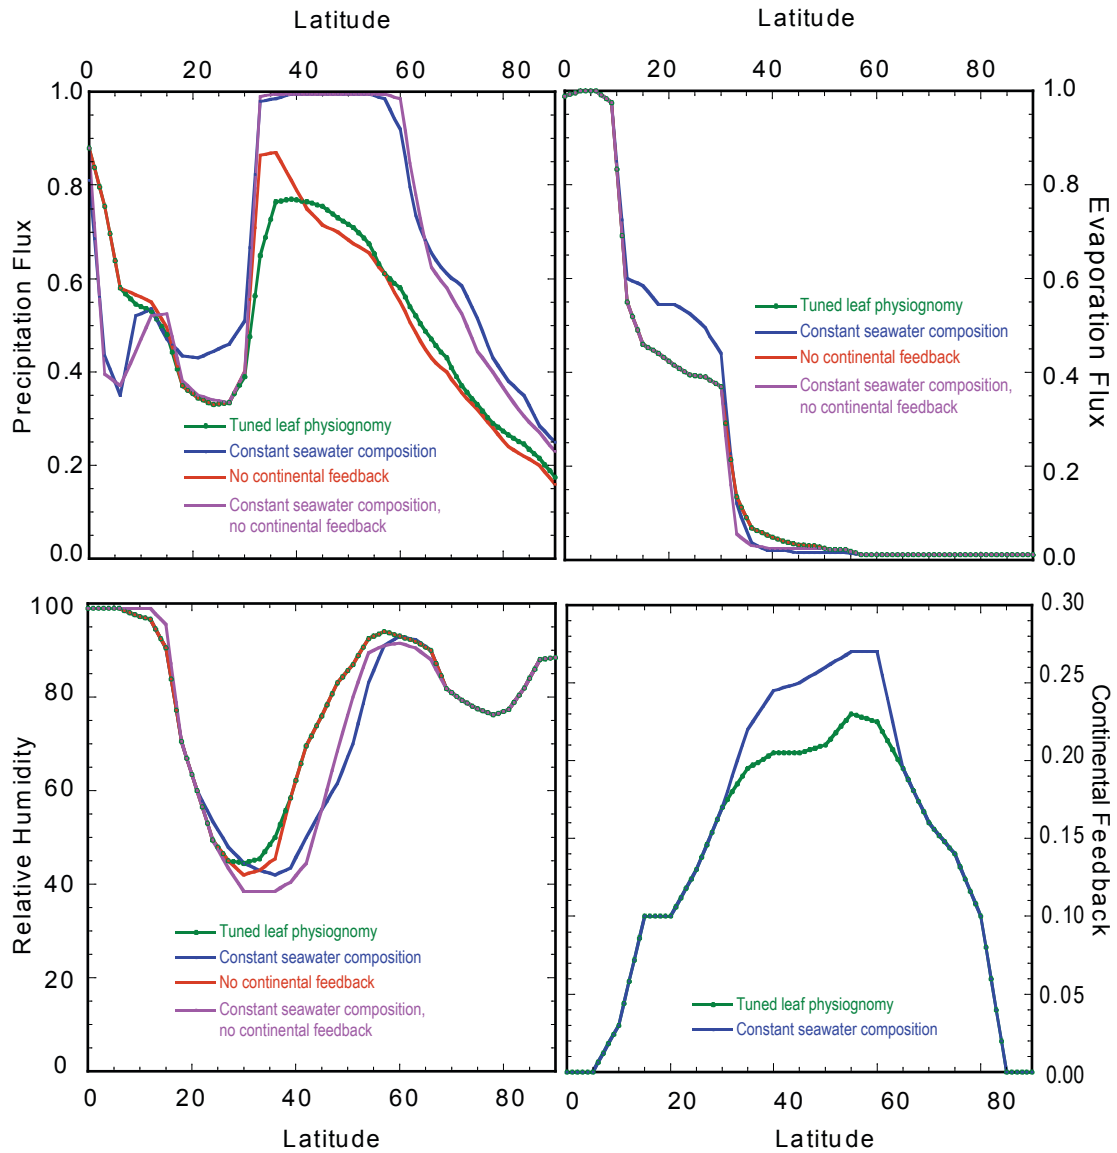 Latitude
0 20 40 60 80
1.0
0.8
0.6
0.4
0.2
0.0
Precipitation Flux
Tuned leaf physiognomy
Constant seawater composition
No continental feedback
Constant seawater composition,
no continental feedback
Latitude
0 20 40 60 80
1.0
0.8
0.6
0.4
0.2
0.0
Evaporation Flux
Tuned leaf physiognomy
Constant seawater composition
No continental feedback
Constant seawater composition,
no continental feedback
100
80
60
40
20
0
Relative Humidity
Tuned leaf physiognomy
Constant seawater composition
No continental feedback
Constant seawater composition,
no continental feedback
0 20 40 60 80
Latitude
0.30
0.25
0.20
0.15
0.10
0.05
0.00
Continental Feedback
Tuned leaf physiognomy
Constant seawater composition
0 20 40 60 80
Latitude